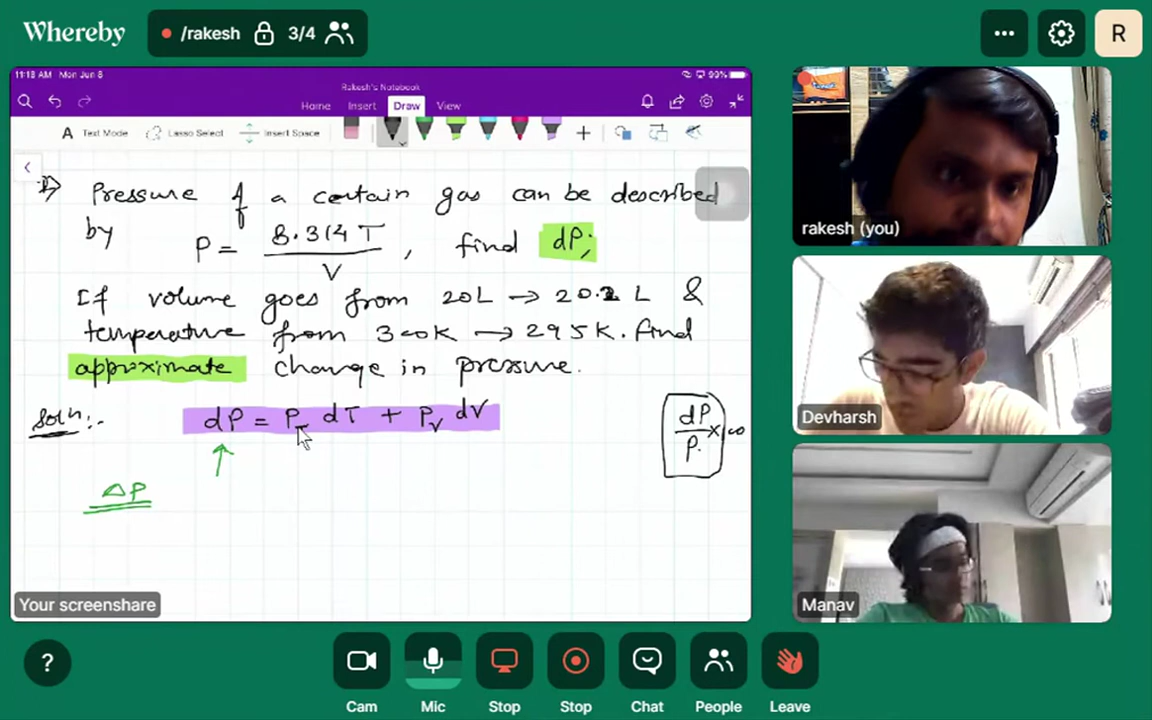 Whereby
/rakesh 3/4
R
11:18 AM Mon Jun 8
99%
Rakesh's Notebook
Home Insert Draw View
A Text Mode Lasso Select Insert Space
Pressure of a certain gas can be described
by P = 8.314 T / V , find dP;
If volume goes from 20L → 20.2 L &
temperature from 300K → 295K. Find
approximate change in pressure.
Soln:-
dP = P_T dT + P_V dV
dP/P × 100
ΔP
Your screenshare
rakesh (you)
Devharsh
Manav
?
Cam Mic Stop Stop Chat People Leave